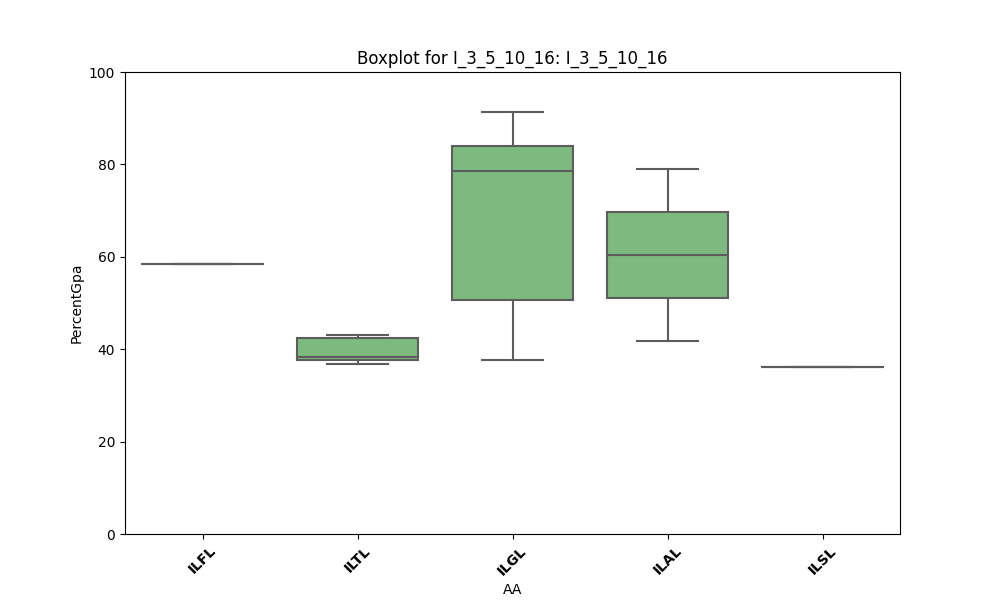 Boxplot for I_3_5_10_16: I_3_5_10_16
100
80
60
40
20
0
PercentGpa
ILFL
ILTL
ILGL
ILAL
ILSL
AA